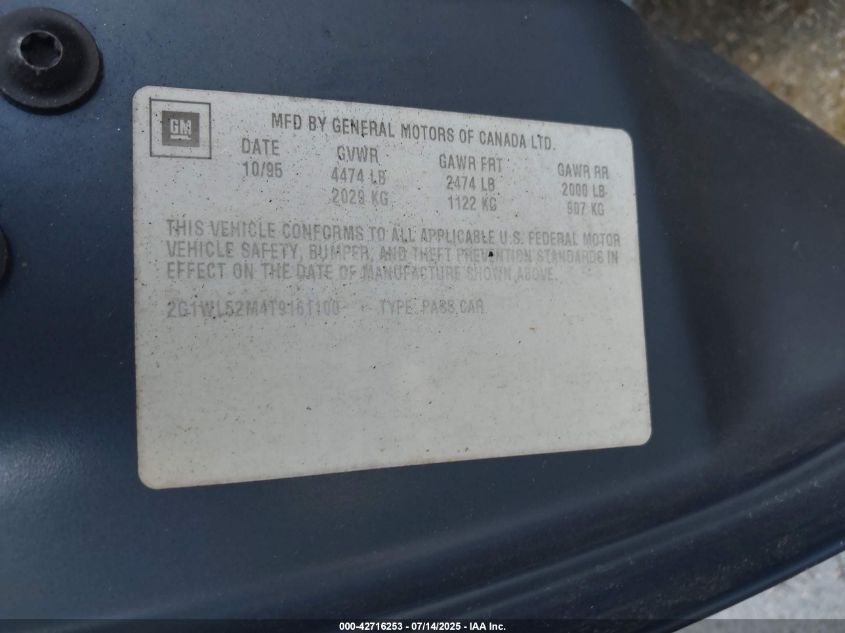 GM
MFD BY GENERAL MOTORS OF CANADA LTD.
DATE GVWR GAWR FRT GAWR RR
10/95 4474 LB 2474 LB 2000 LB
2029 KG 1122 KG 907 KG
THIS VEHICLE CONFORMS TO ALL APPLICABLE U.S. FEDERAL MOTOR
VEHICLE SAFETY, BUMPER, AND THEFT PREVENTION STANDARDS IN
EFFECT ON THE DATE OF MANUFACTURE SHOWN ABOVE.
2G1WL52M4T9161100 TYPE: PASS CAR
000-42716253 - 07/14/2025 - IAA Inc.